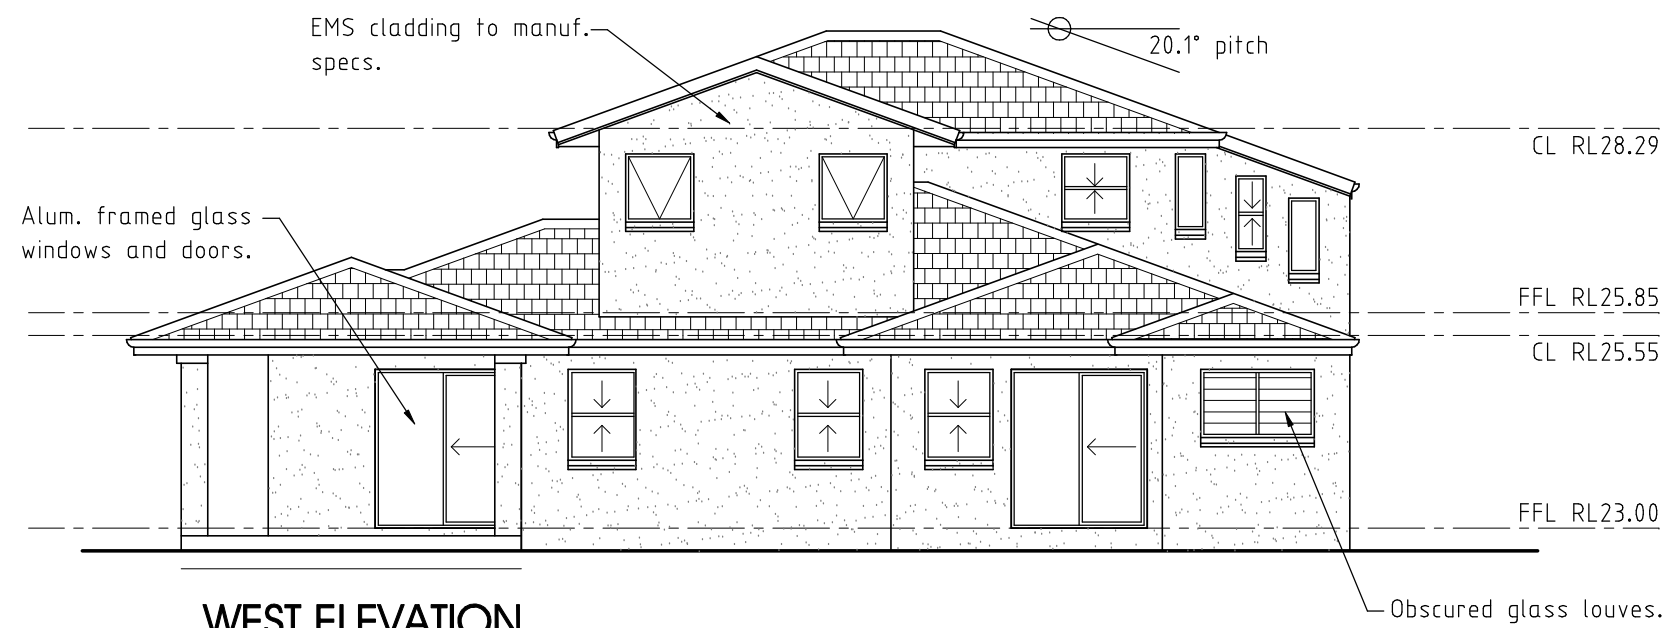 EMS cladding to manuf.
specs.
20.1° pitch
CL RL28.29
Alum. framed glass
windows and doors.
FFL RL25.85
CL RL25.55
FFL RL23.00
Obscured glass louves.
WEST ELEVATION